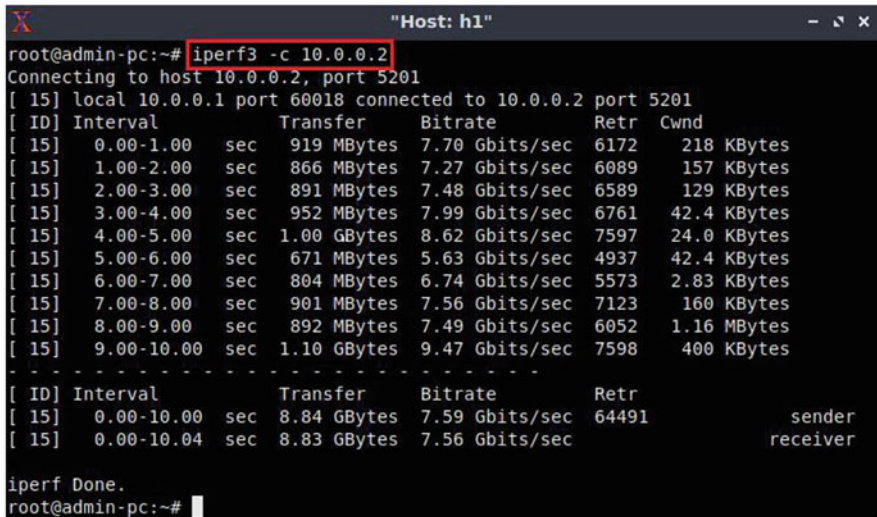 "Host: h1"
root@admin-pc:~# iperf3 -c 10.0.0.2
Connecting to host 10.0.0.2, port 5201
[ 15] local 10.0.0.1 port 60018 connected to 10.0.0.2 port 5201
[ ID] Interval           Transfer     Bitrate         Retr  Cwnd
[ 15]   0.00-1.00   sec   919 MBytes  7.70 Gbits/sec  6172    218 KBytes
[ 15]   1.00-2.00   sec   866 MBytes  7.27 Gbits/sec  6089    157 KBytes
[ 15]   2.00-3.00   sec   891 MBytes  7.48 Gbits/sec  6589    129 KBytes
[ 15]   3.00-4.00   sec   952 MBytes  7.99 Gbits/sec  6761   42.4 KBytes
[ 15]   4.00-5.00   sec  1.00 GBytes  8.62 Gbits/sec  7597   24.0 KBytes
[ 15]   5.00-6.00   sec   671 MBytes  5.63 Gbits/sec  4937   42.4 KBytes
[ 15]   6.00-7.00   sec   804 MBytes  6.74 Gbits/sec  5573   2.83 KBytes
[ 15]   7.00-8.00   sec   901 MBytes  7.56 Gbits/sec  7123    160 KBytes
[ 15]   8.00-9.00   sec   892 MBytes  7.49 Gbits/sec  6052   1.16 MBytes
[ 15]   9.00-10.00  sec  1.10 GBytes  9.47 Gbits/sec  7598    400 KBytes
- - - - - - - - - - - - - - - - - - - - - - - - -
[ ID] Interval           Transfer     Bitrate         Retr
[ 15]   0.00-10.00  sec  8.84 GBytes  7.59 Gbits/sec  64491             sender
[ 15]   0.00-10.04  sec  8.83 GBytes  7.56 Gbits/sec                  receiver
iperf Done.
root@admin-pc:~#